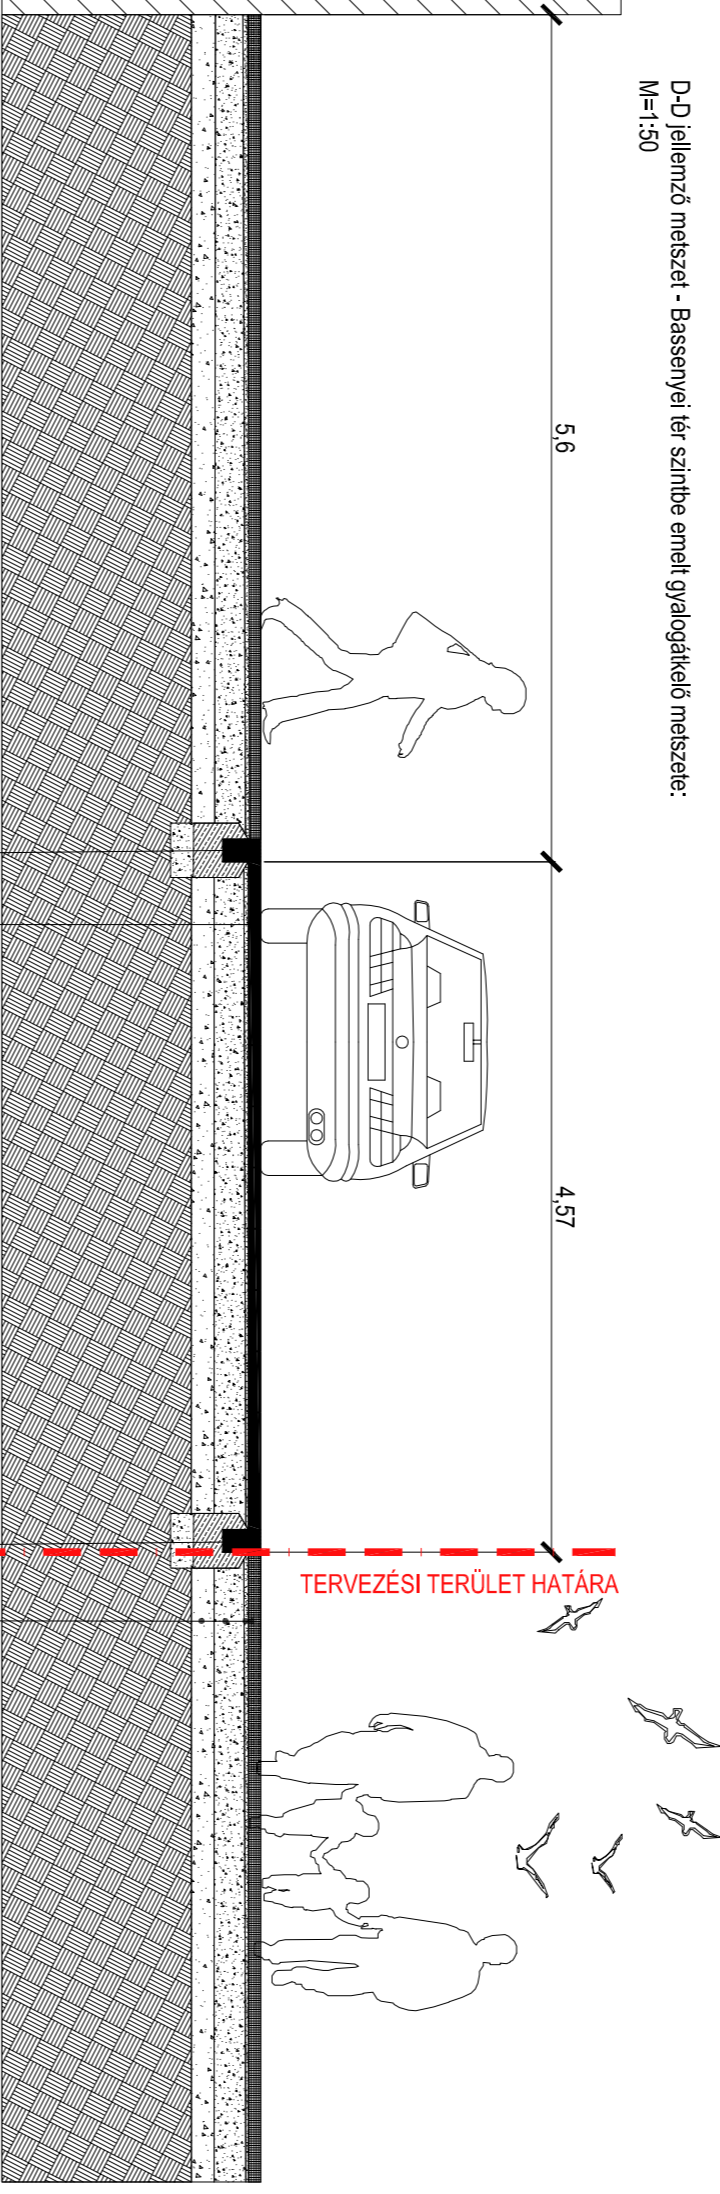 D-D jellemző metszet - Bassenyei tér szintbe emelt gyalogátkelő metszete:
M=1:50
5,6
4,57
TERVEZÉSI TERÜLET HATÁRA